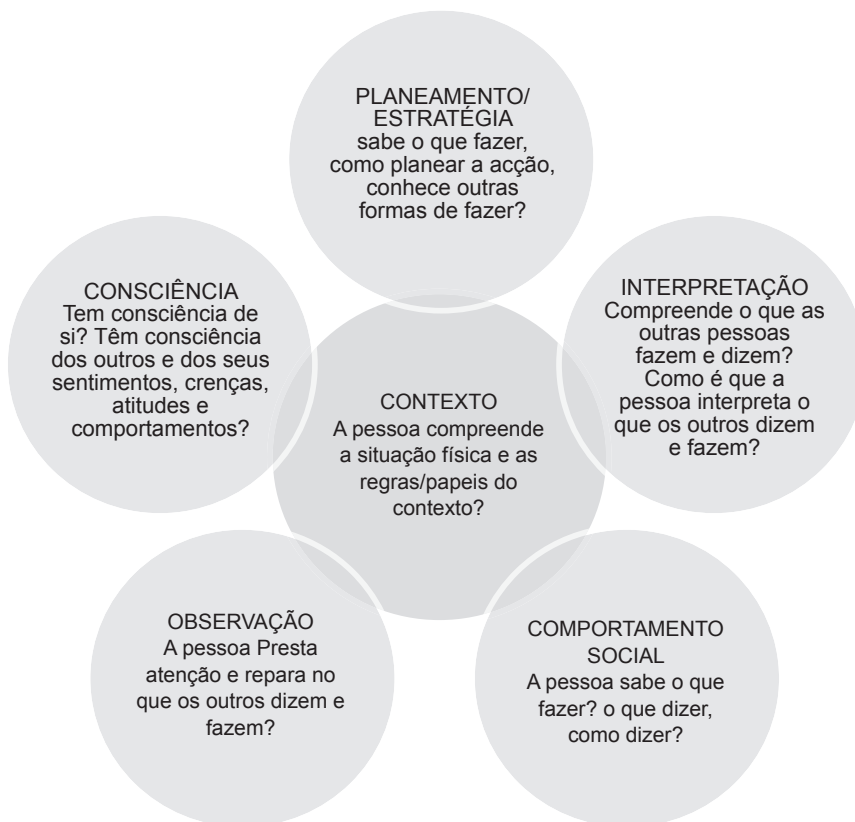 PLANEAMENTO/
ESTRATÉGIA
sabe o que fazer,
como planear a acção,
conhece outras
formas de fazer?
CONSCIÊNCIA
Tem consciência de
si? Têm consciência
dos outros e dos seus
sentimentos, crenças,
atitudes e
comportamentos?
INTERPRETAÇÃO
Compreende o que as
outras pessoas
fazem e dizem?
Como é que a
pessoa interpreta o
que os outros dizem
e fazem?
CONTEXTO
A pessoa compreende
a situação física e as
regras/papeis do
contexto?
OBSERVAÇÃO
A pessoa Presta
atenção e repara no
que os outros dizem e
fazem?
COMPORTAMENTO
SOCIAL
A pessoa sabe o que
fazer? o que dizer,
como dizer?